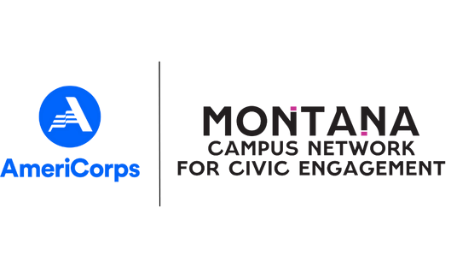 AmeriCorps
MONTANA
CAMPUS NETWORK
FOR CIVIC ENGAGEMENT